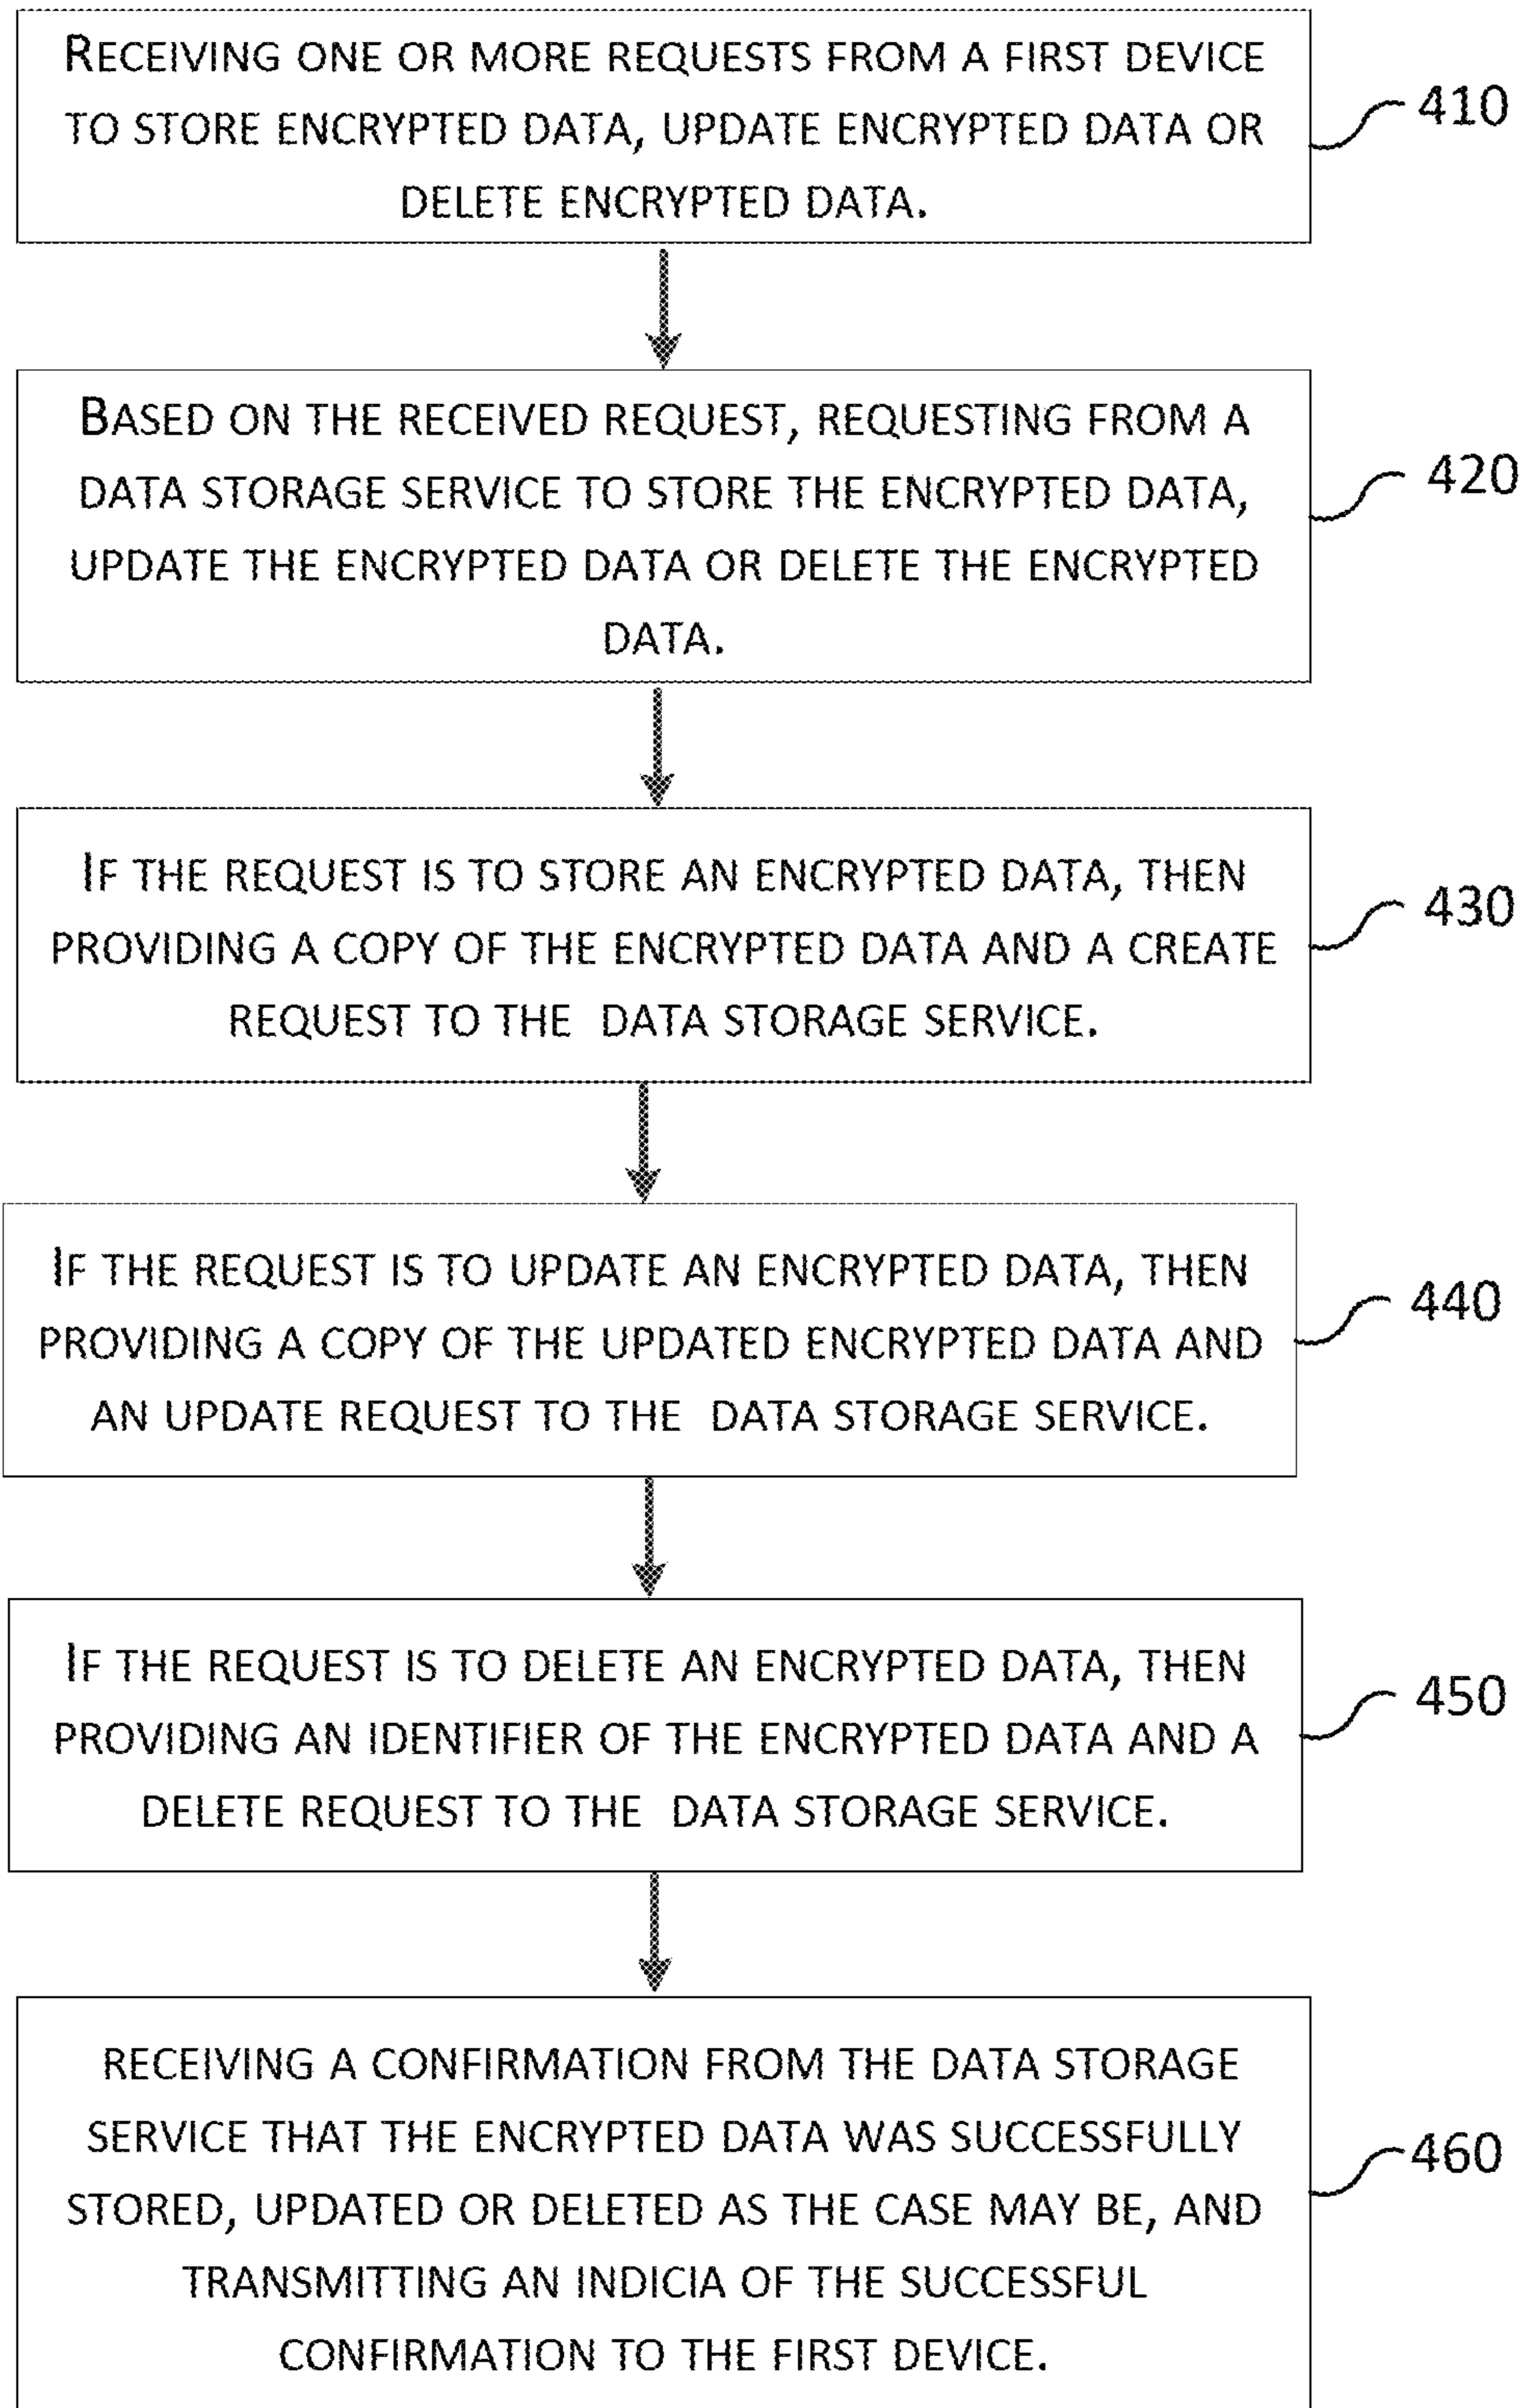 RECEIVING ONE OR MORE REQUESTS FROM A FIRST DEVICE
TO STORE ENCRYPTED DATA, UPDATE ENCRYPTED DATA OR
DELETE ENCRYPTED DATA.
410
BASED ON THE RECEIVED REQUEST, REQUESTING FROM A
DATA STORAGE SERVICE TO STORE THE ENCRYPTED DATA,
UPDATE THE ENCRYPTED DATA OR DELETE THE ENCRYPTED
DATA.
420
IF THE REQUEST IS TO STORE AN ENCRYPTED DATA, THEN
PROVIDING A COPY OF THE ENCRYPTED DATA AND A CREATE
REQUEST TO THE DATA STORAGE SERVICE.
430
IF THE REQUEST IS TO UPDATE AN ENCRYPTED DATA, THEN
PROVIDING A COPY OF THE UPDATED ENCRYPTED DATA AND
AN UPDATE REQUEST TO THE DATA STORAGE SERVICE.
440
IF THE REQUEST IS TO DELETE AN ENCRYPTED DATA, THEN
PROVIDING AN IDENTIFIER OF THE ENCRYPTED DATA AND A
DELETE REQUEST TO THE DATA STORAGE SERVICE.
450
RECEIVING A CONFIRMATION FROM THE DATA STORAGE
SERVICE THAT THE ENCRYPTED DATA WAS SUCCESSFULLY
STORED, UPDATED OR DELETED AS THE CASE MAY BE, AND
TRANSMITTING AN INDICIA OF THE SUCCESSFUL
CONFIRMATION TO THE FIRST DEVICE.
460